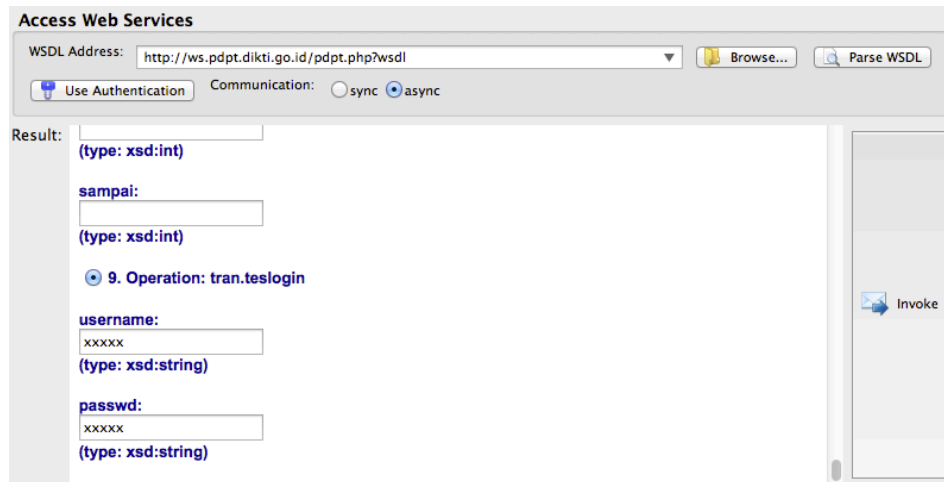 Access Web Services
WSDL Address: http://ws.pdpt.dikti.go.id/pdpt.php?wsdl Browse... Parse WSDL
Use Authentication Communication: sync async
Result:
(type: xsd:int)
sampai:
(type: xsd:int)
9. Operation: tran.teslogin
username:
xxxxx
(type: xsd:string)
passwd:
xxxxx
(type: xsd:string)
Invoke